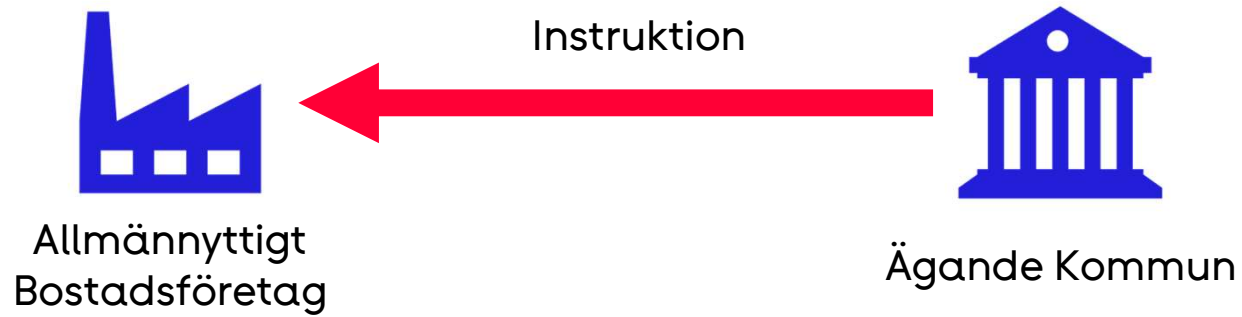 Instruktion
Allmännyttigt
Bostadsföretag
Ägande Kommun